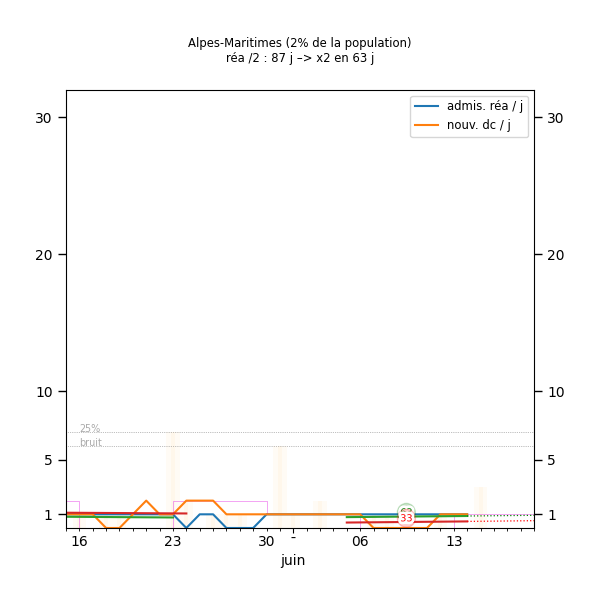 Alpes-Maritimes (2% de la population)
réa /2 : 87 j –> x2 en 63 j
admis. réa / j
nouv. dc / j
30 30
20 20
10 10
25%
bruit
5 5
33
1 1
16 23 30 - 06 13
juin